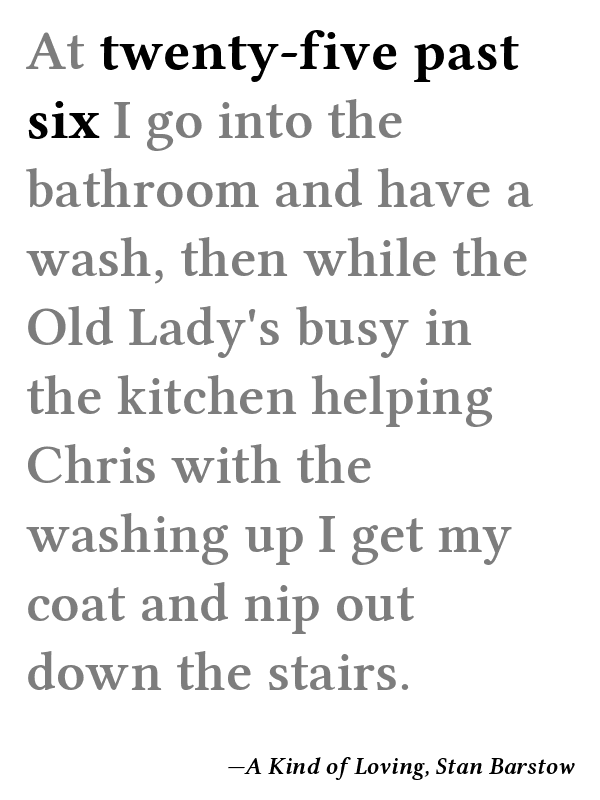 At twenty-five past
six I go into the
bathroom and have a
wash, then while the
Old Lady's busy in
the kitchen helping
Chris with the
washing up I get my
coat and nip out
down the stairs.
—A Kind of Loving, Stan Barstow